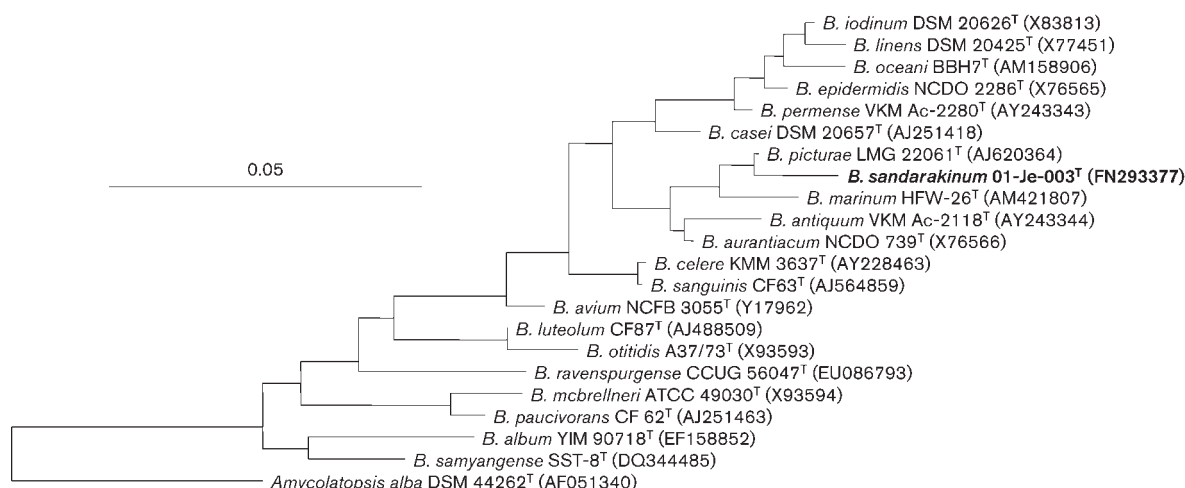 B. iodinum DSM 20626ᵀ (X83813)
B. linens DSM 20425ᵀ (X77451)
B. oceani BBH7ᵀ (AM158906)
B. epidermidis NCDO 2286ᵀ (X76565)
B. permense VKM Ac-2280ᵀ (AY243343)
B. casei DSM 20657ᵀ (AJ251418)
0.05
B. picturae LMG 22061ᵀ (AJ620364)
B. sandarakinum 01-Je-003ᵀ (FN293377)
B. marinum HFW-26ᵀ (AM421807)
B. antiquum VKM Ac-2118ᵀ (AY243344)
B. aurantiacum NCDO 739ᵀ (X76566)
B. celere KMM 3637ᵀ (AY228463)
B. sanguinis CF63ᵀ (AJ564859)
B. avium NCFB 3055ᵀ (Y17962)
B. luteolum CF87ᵀ (AJ488509)
B. otitidis A37/73ᵀ (X93593)
B. ravenspurgense CCUG 56047ᵀ (EU086793)
B. mcbrellneri ATCC 49030ᵀ (X93594)
B. paucivorans CF 62ᵀ (AJ251463)
B. album YIM 90718ᵀ (EF158852)
B. samyangense SST-8ᵀ (DQ344485)
Amycolatopsis alba DSM 44262ᵀ (AF051340)